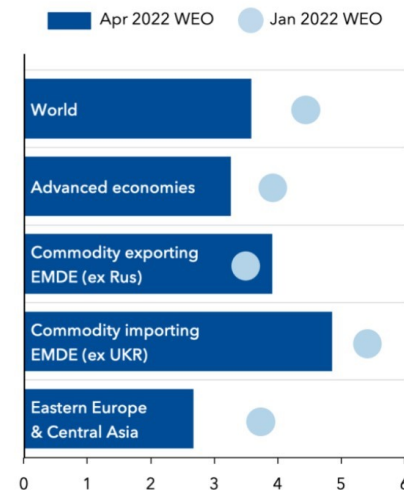 Apr 2022 WEO Jan 2022 WEO
World
Advanced economies
Commodity exporting
EMDE (ex Rus)
Commodity importing
EMDE (ex UKR)
Eastern Europe
& Central Asia
0 1 2 3 4 5 6